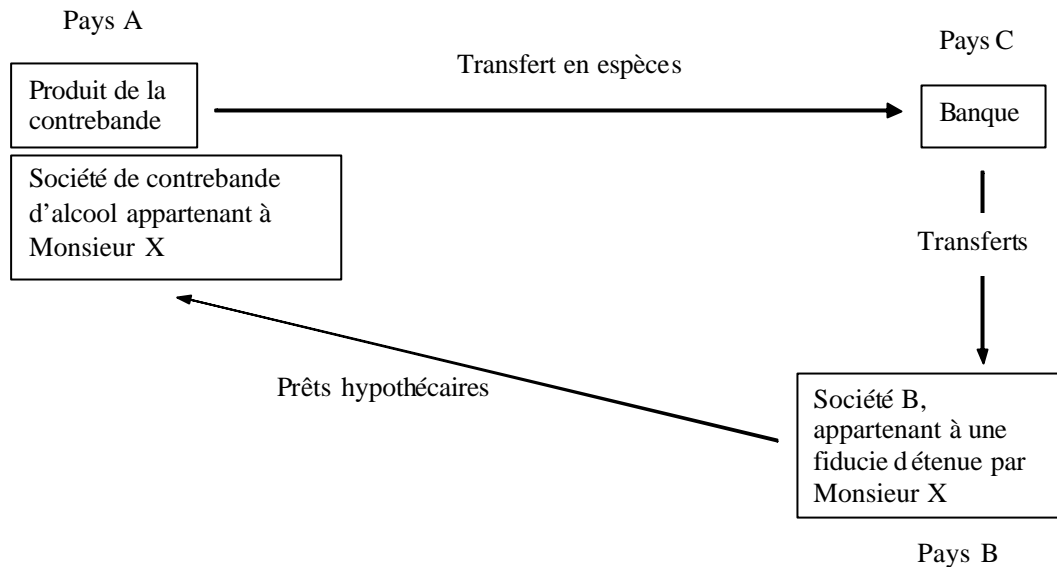 Pays A
Pays C
Transfert en espèces
Produit de la
contrebande
Banque
Société de contrebande
d’alcool appartenant à
Monsieur X
Transferts
Prêts hypothécaires
Société B,
appartenant à une
fiducie détenue par
Monsieur X
Pays B